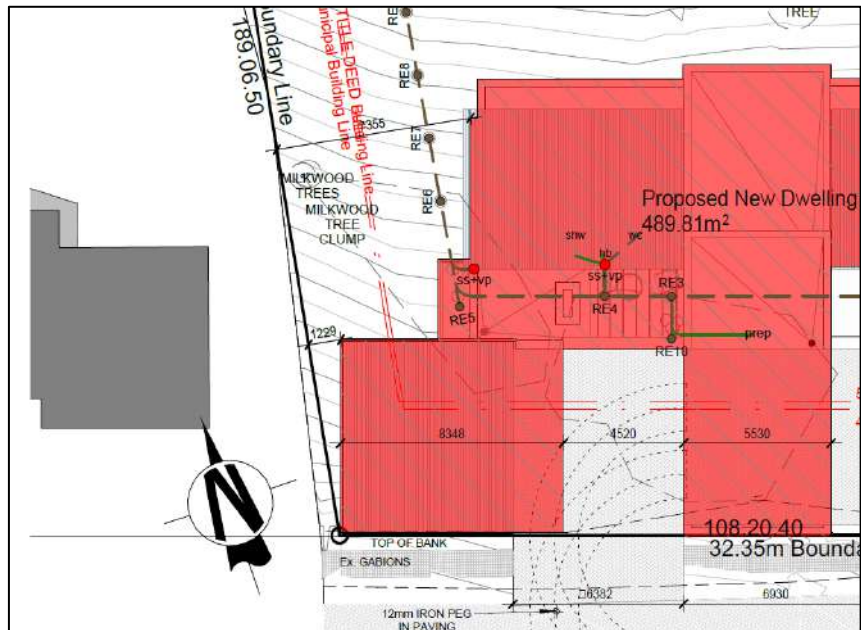 TREE
RE8
RE7
RE6
Boundary Line
189.06.50
TITLE DEED Building Line
Municipal Building Line
8355
MILKWOOD
TREES
MILKWOOD
TREE
CLUMP
Proposed New Dwelling
489.81m²
shw
hb
wc
ss+vp
ss+vp
RE5
RE4
RE3
RE10
prep
1229
8348
4520
5530
N
108.20.40
32.35m Bounda
TOP OF BANK
Ex. GABIONS
6382
6930
12mm IRON PEG
IN PAVING